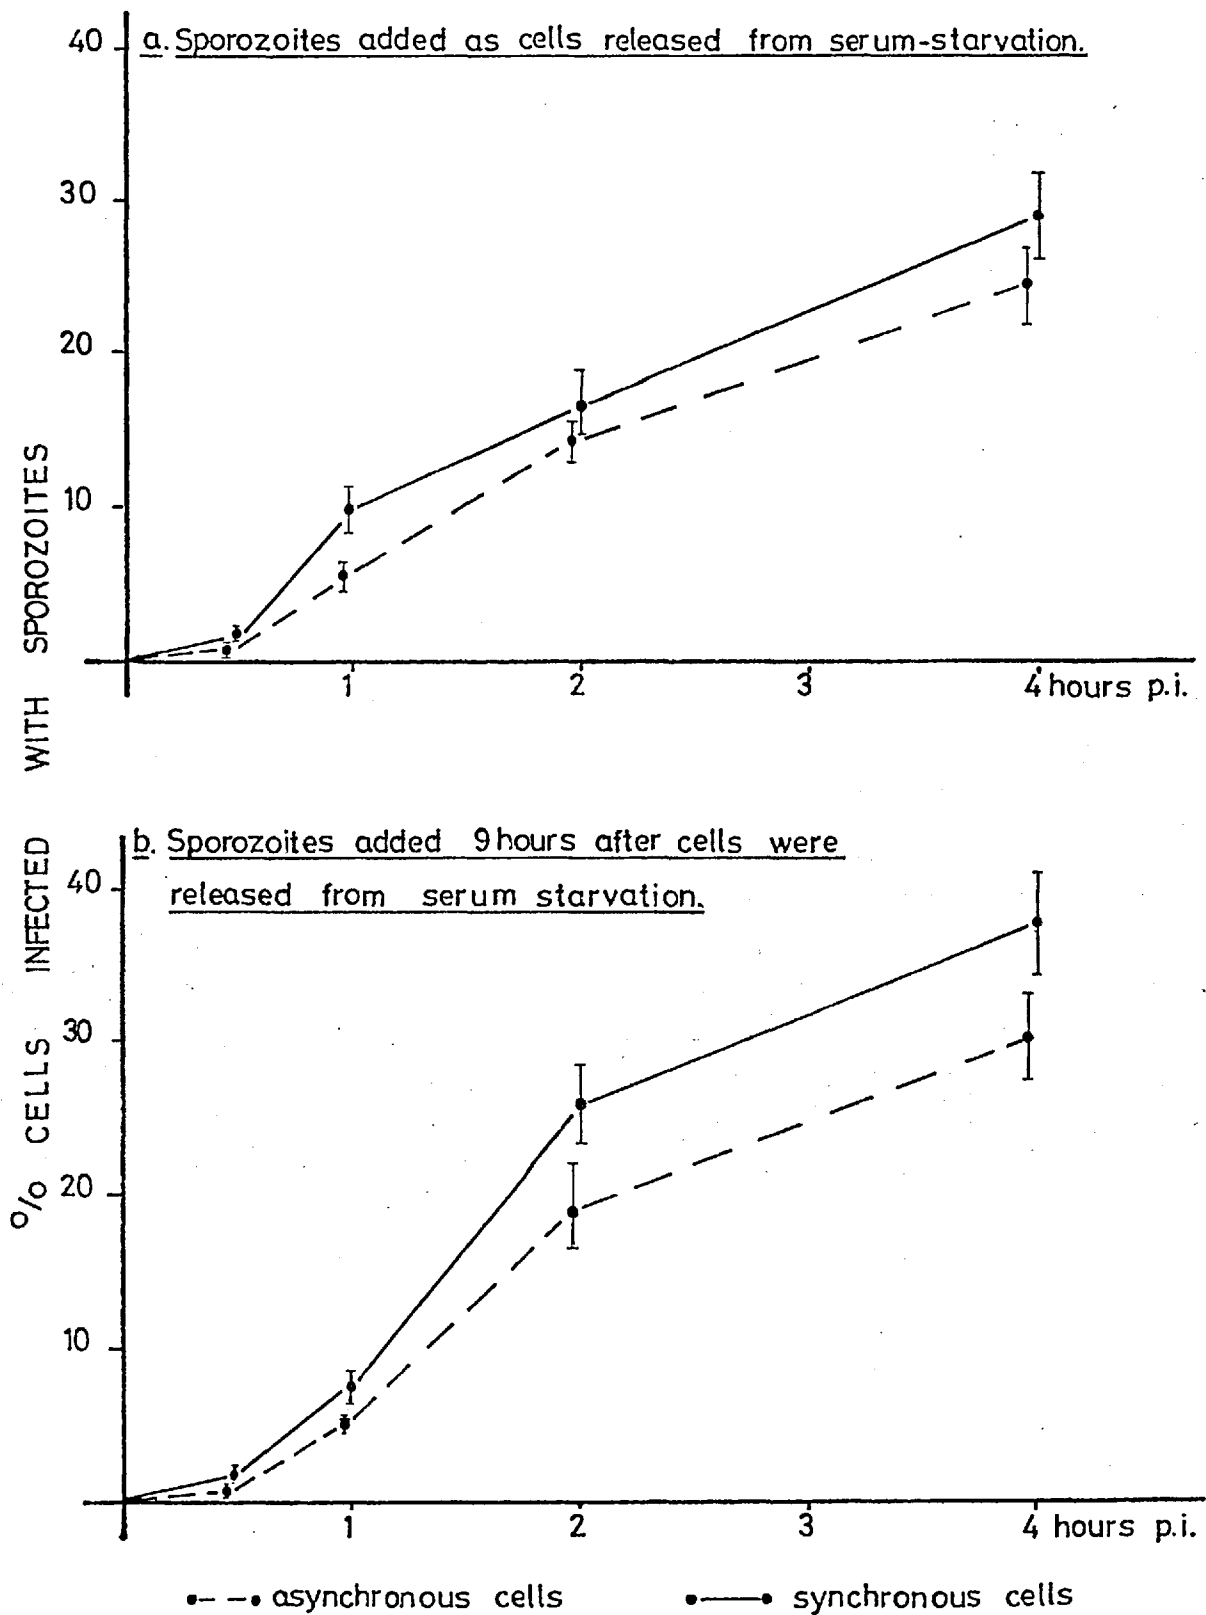 a. Sporozoites added as cells released from serum-starvation.
40
30
20
10
1 2 3 4 hours p.i.
% CELLS INFECTED WITH SPOROZOITES
b. Sporozoites added 9 hours after cells were
released from serum starvation.
40
30
20
10
1 2 3 4 hours p.i.
asynchronous cells synchronous cells